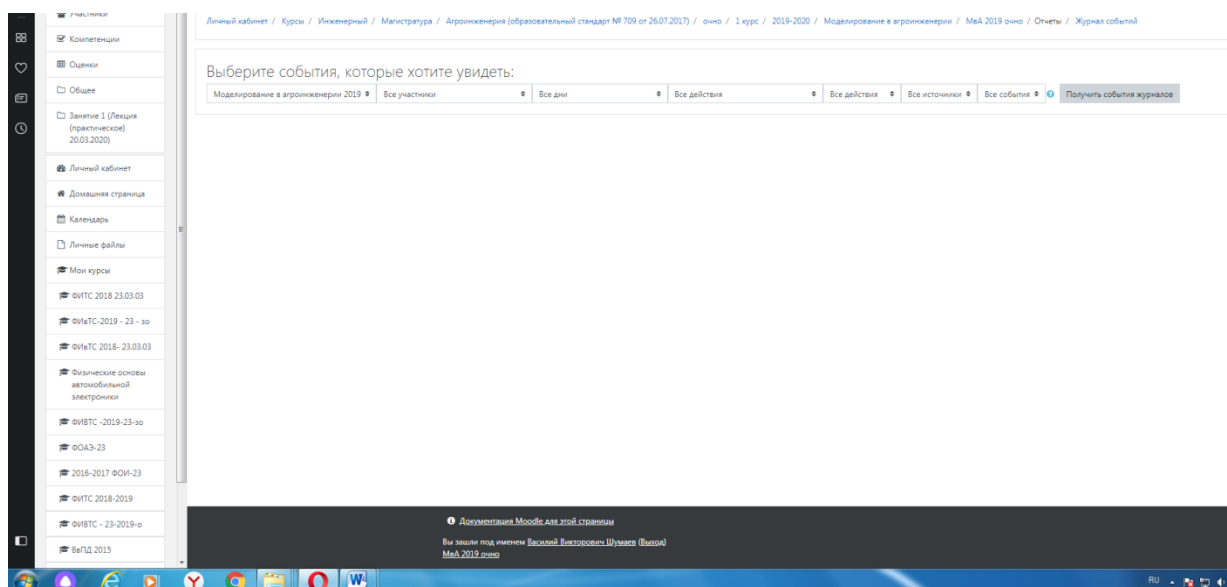 Участники
Компетенции
Оценки
Общее
Занятие 1 (Лекция
(практическое)
20.03.2020)
Личный кабинет
Домашняя страница
Календарь
Личные файлы
Мои курсы
ФИТС 2018 23.03.03
ФИвТС-2019 - 23 - зо
ФИвТС 2018- 23.03.03
Физические основы
автомобильной
электроники
ФИВТС -2019-23-зо
ФОАЭ-23
2016-2017 ФОИ-23
ФИТС 2018-2019
ФИВТС - 23-2019-о
ВвПД 2015
Личный кабинет / Курсы / Инженерный / Магистратура / Агроинженерия (образовательный стандарт № 709 от 26.07.2017) / очно / 1 курс / 2019-2020 / Моделирование в агроинженерии / МвА 2019 очно / Отчеты / Журнал событий
Выберите события, которые хотите увидеть:
Моделирование в агроинженерии 2019 Все участники Все дни Все действия Все действия Все источники Все события Получить события журналов
Документация Moodle для этой страницы
Вы зашли под именем Василий Викторович Шумаев (Выход)
МвА 2019 очно
RU